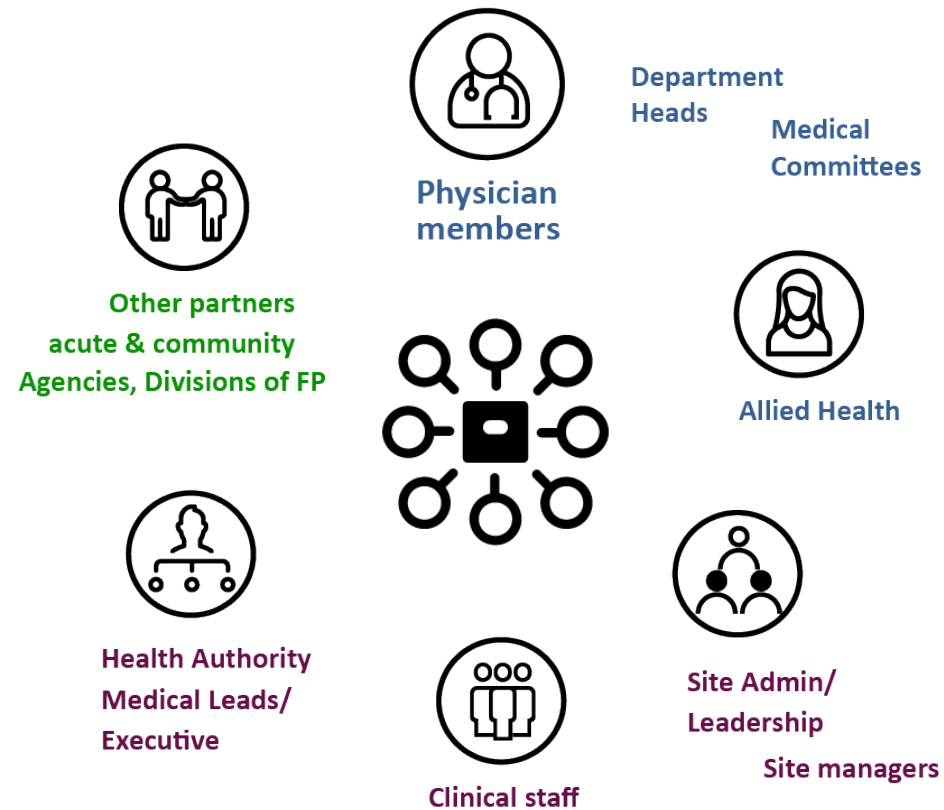 Department
Heads
Medical
Committees
Physician
members
Other partners
acute & community
Agencies, Divisions of FP
Allied Health
Health Authority
Medical Leads/
Executive
Site Admin/
Leadership
Site managers
Clinical staff